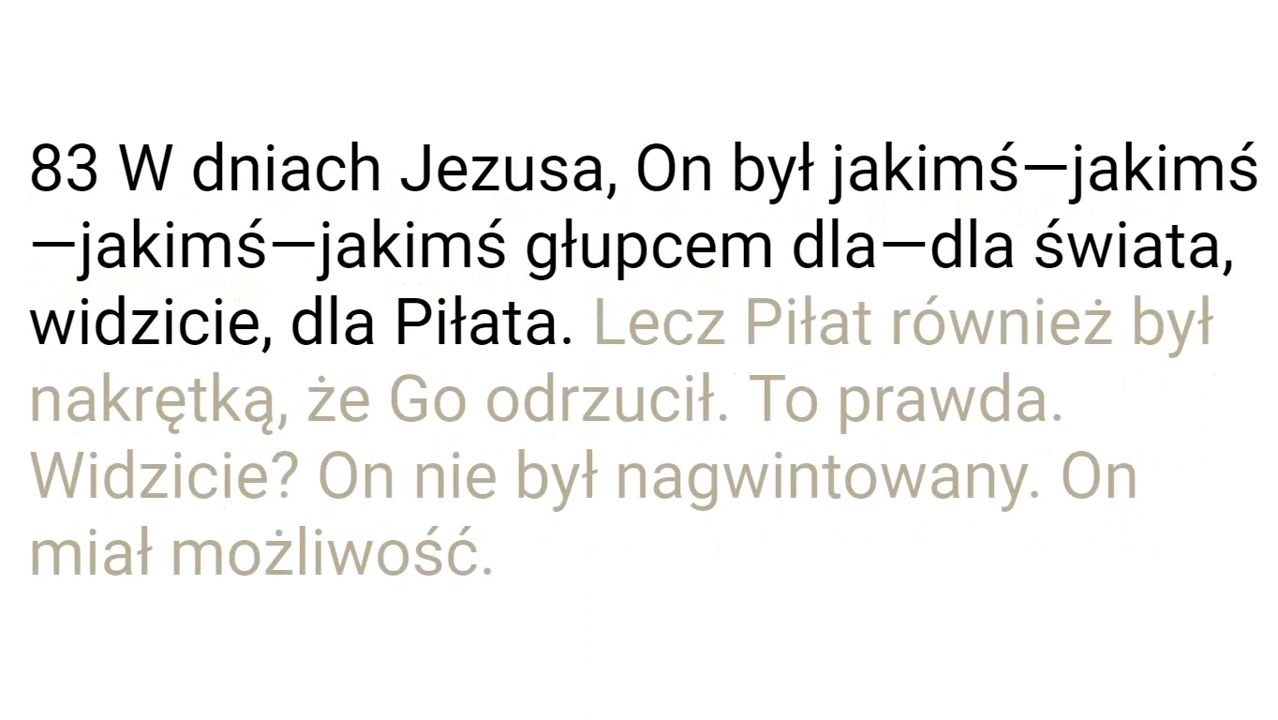 83 W dniach Jezusa, On był jakimś—jakimś
—jakimś—jakimś głupcem dla—dla świata,
widzicie, dla Piłata. Lecz Piłat również był
nakrętką, że Go odrzucił. To prawda.
Widzicie? On nie był nagwintowany. On
miał możliwość.